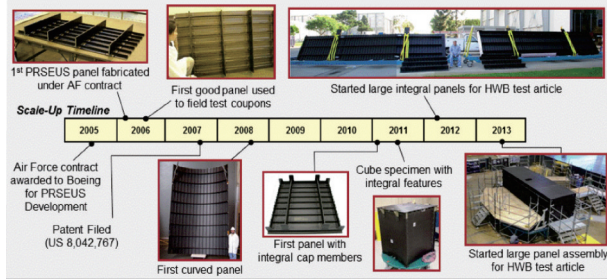 1st PRSEUS panel fabricated
under AF contract
First good panel used
to field test coupons
Started large integral panels for HWB test article
Scale-Up Timeline
2005 2006 2007 2008 2009 2010 2011 2012 2013
Air Force contract
awarded to Boeing
for PRSEUS
Development
Patent Filed
(US 8,042,767)
First curved panel
First panel with
integral cap members
Cube specimen with
integral features
Started large panel assembly
for HWB test article